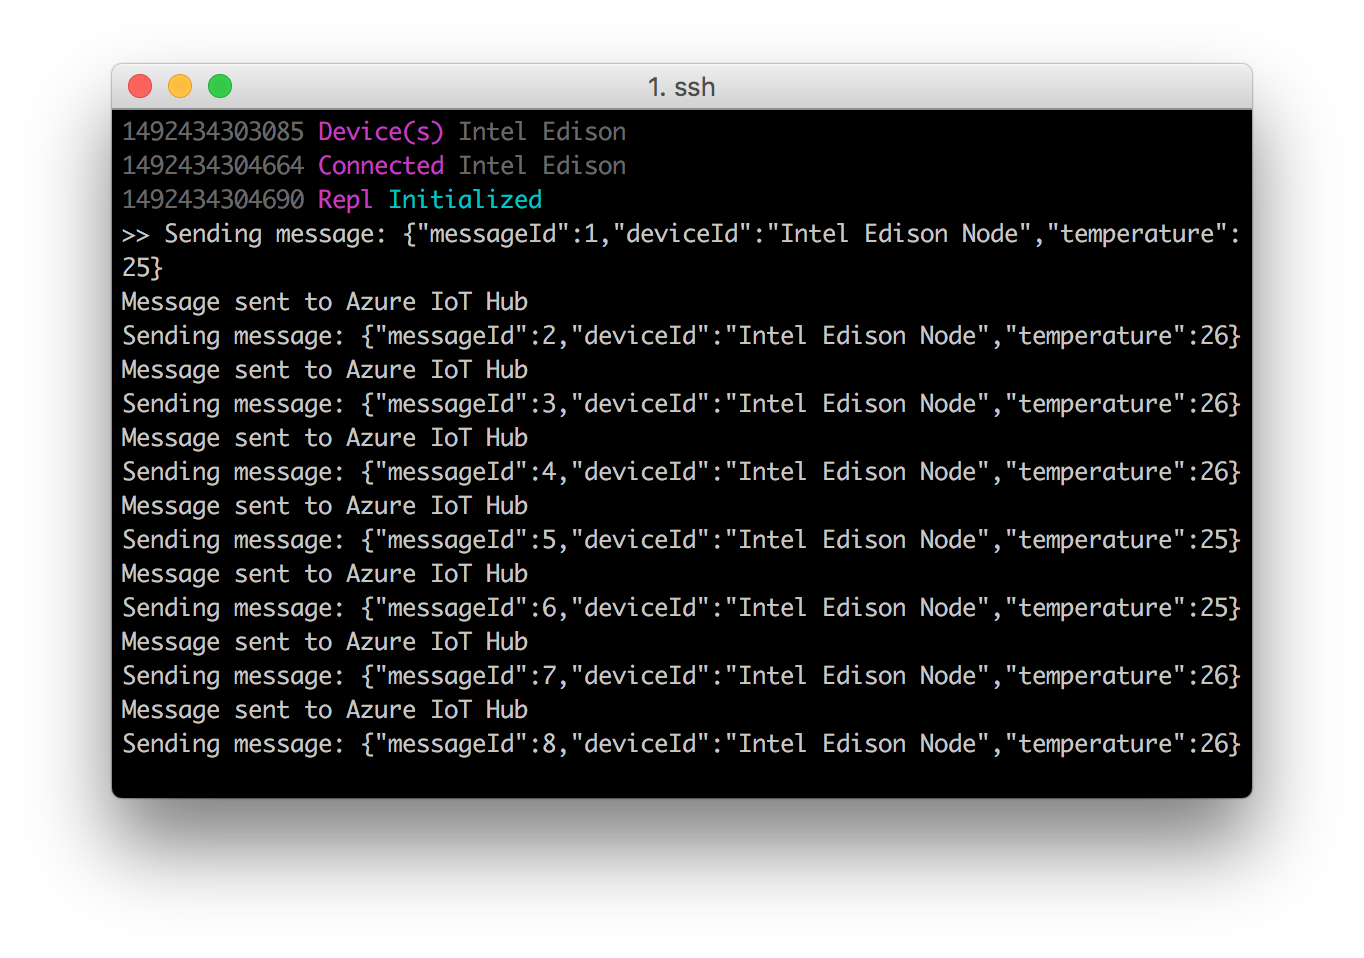 1. ssh
1492434303085 Device(s) Intel Edison
1492434304664 Connected Intel Edison
1492434304690 Repl Initialized
>> Sending message: {"messageId":1,"deviceId":"Intel Edison Node","temperature":
25}
Message sent to Azure IoT Hub
Sending message: {"messageId":2,"deviceId":"Intel Edison Node","temperature":26}
Message sent to Azure IoT Hub
Sending message: {"messageId":3,"deviceId":"Intel Edison Node","temperature":26}
Message sent to Azure IoT Hub
Sending message: {"messageId":4,"deviceId":"Intel Edison Node","temperature":26}
Message sent to Azure IoT Hub
Sending message: {"messageId":5,"deviceId":"Intel Edison Node","temperature":25}
Message sent to Azure IoT Hub
Sending message: {"messageId":6,"deviceId":"Intel Edison Node","temperature":25}
Message sent to Azure IoT Hub
Sending message: {"messageId":7,"deviceId":"Intel Edison Node","temperature":26}
Message sent to Azure IoT Hub
Sending message: {"messageId":8,"deviceId":"Intel Edison Node","temperature":26}